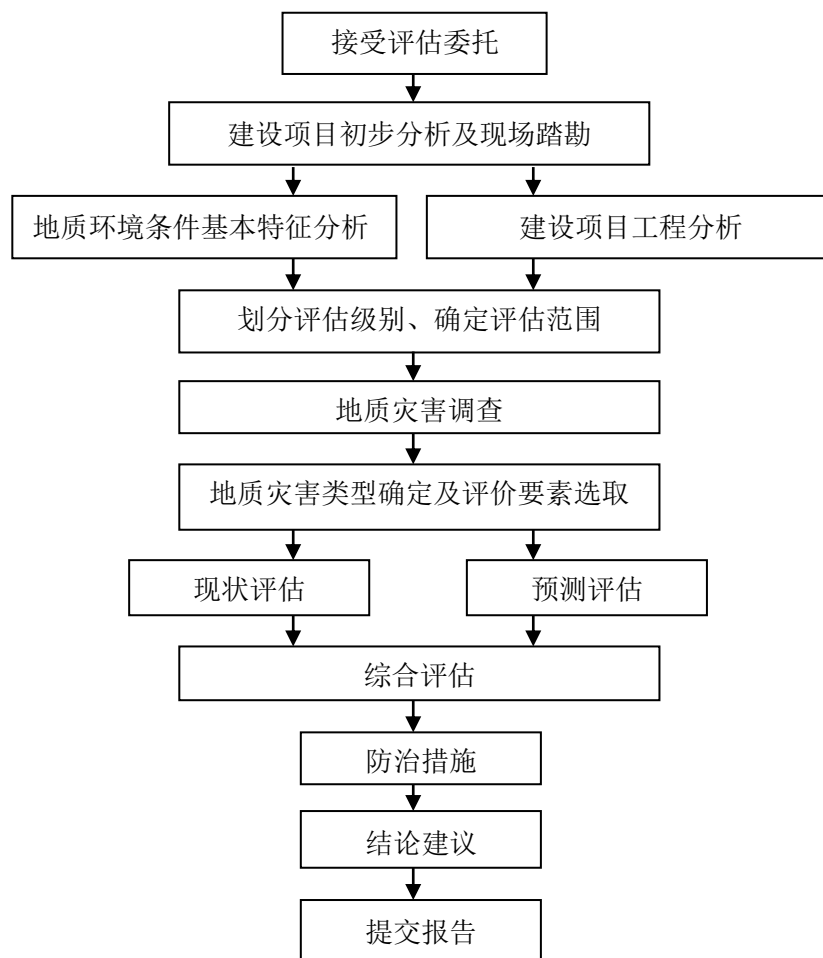 接受评估委托
建设项目初步分析及现场踏勘
地质环境条件基本特征分析
建设项目工程分析
划分评估级别、确定评估范围
地质灾害调查
地质灾害类型确定及评价要素选取
现状评估
预测评估
综合评估
防治措施
结论建议
提交报告